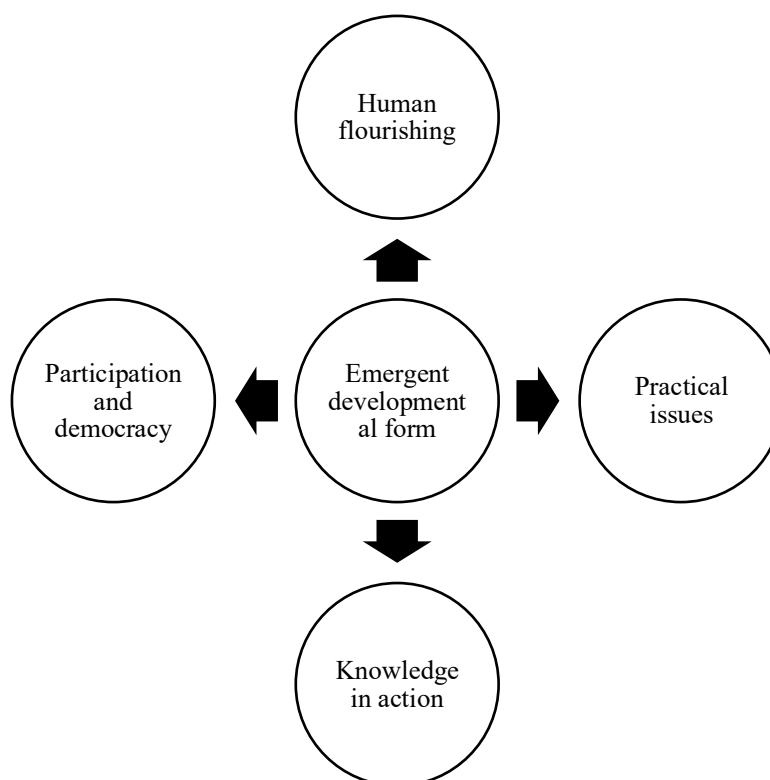 Human
flourishing
Participation
and
democracy
Emergent
development
al form
Practical
issues
Knowledge
in action